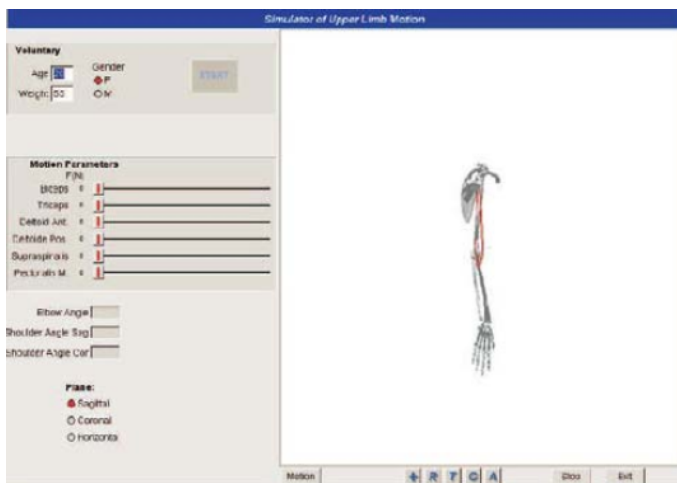 Simulator of Upper Limb Motion
Voluntary
Gender
Age
F
START
Weight
M
Motion Parameters
F(N)
Biceps
Triceps
Deltoid Ant.
Deltoide Pos.
Supraspinalis
Pectoralis M.
Elbow Angle
Shoulder Angle Sag
Shoulder Angle Cor
Plane:
Sagittal
Coronal
Horizontal
Motion R T A Stop Exit